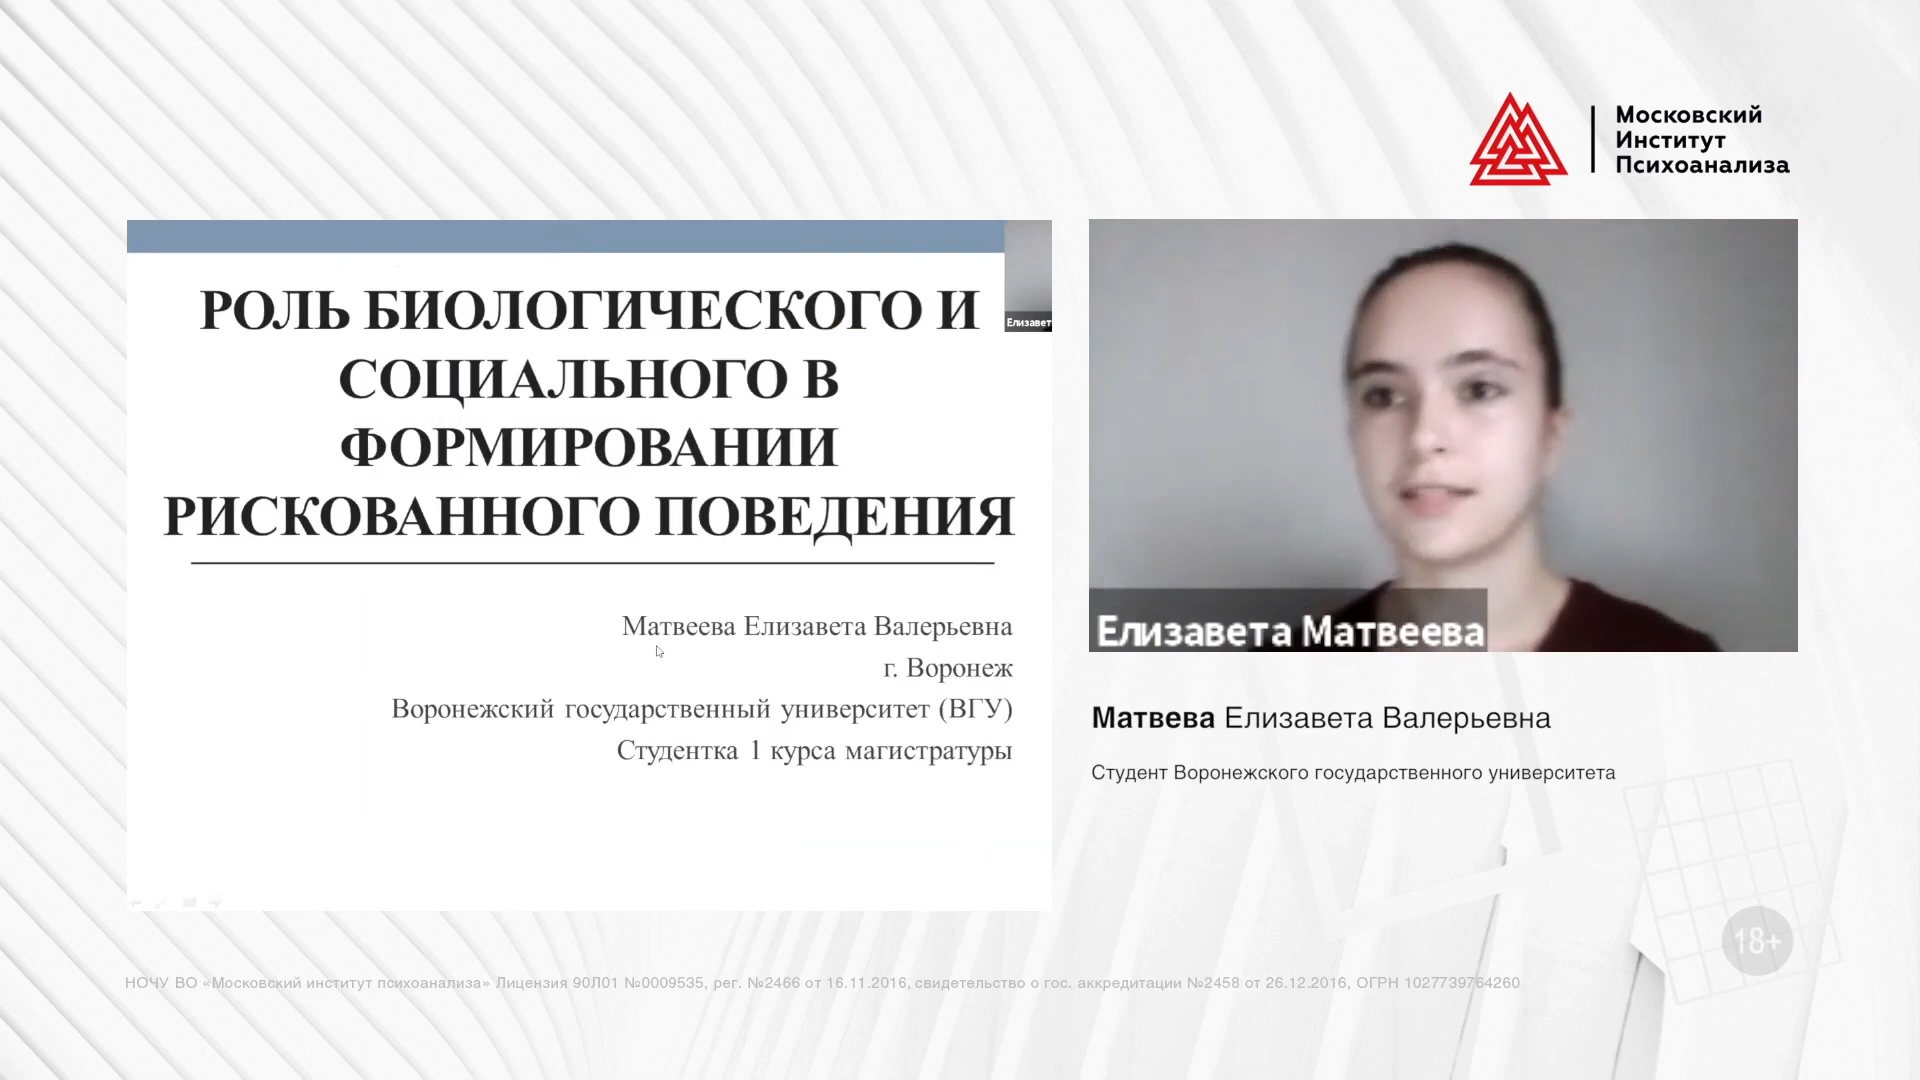 Московский
Институт
Психоанализа
РОЛЬ БИОЛОГИЧЕСКОГО И
СОЦИАЛЬНОГО В
ФОРМИРОВАНИИ
РИСКОВАННОГО ПОВЕДЕНИЯ
Елизавет
Матвеева Елизавета Валерьевна
г. Воронеж
Воронежский государственный университет (ВГУ)
Студентка 1 курса магистратуры
Елизавета Матвеева
Матвева Елизавета Валерьевна
Студент Воронежского государственного университета
18+
НОЧУ ВО «Московский институт психоанализа» Лицензия 90Л01 №0009535, рег. №2466 от 16.11.2016, свидетельство о гос. аккредитации №2458 от 26.12.2016, ОГРН 1027739764260